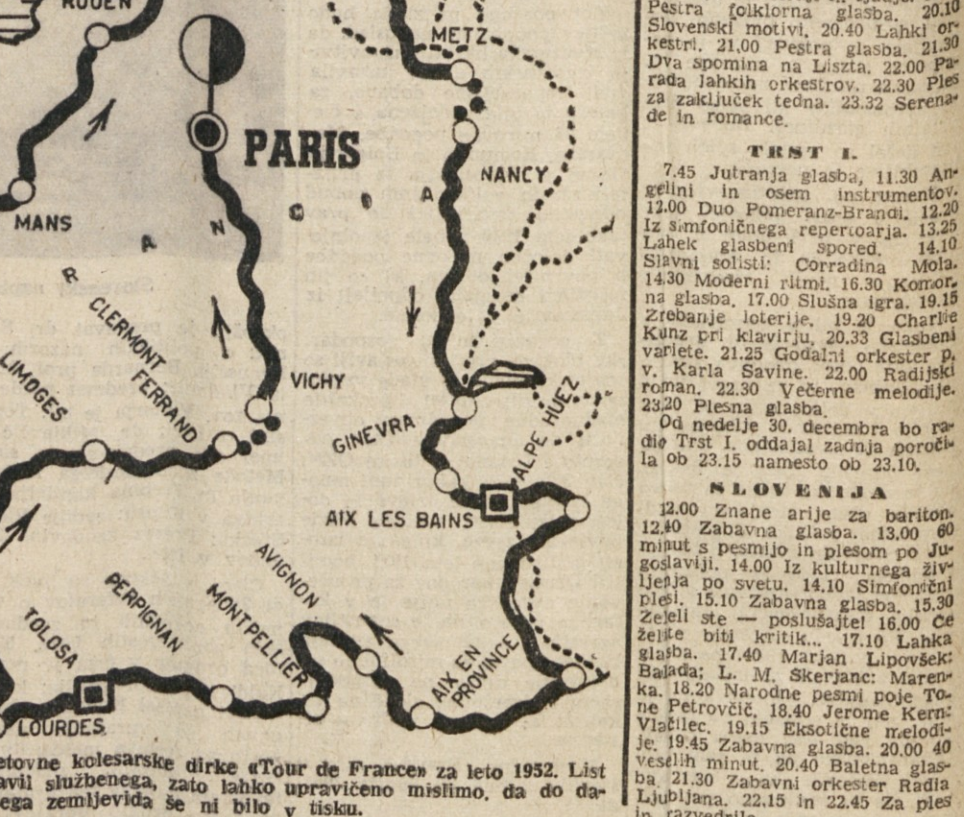 ROUEN
METZ
PARIS
NANCY
MANS
R A N C O A
CLERMONT
FERRAND
LIMOGES
VICHY
GINEVRA
ALPE HUEZ
AIX LES BAINS
AVIGNON
PERPIGNAN
MONTPELLIER
TOLOSA
AIX EN
PROVINCE
LOURDES
etovne kolesarske dirke «Tour de France» za leto 1952. List
avil službenega, zato lahko upravičeno mislimo, da do da-
ega zemljevida še ni bilo v tisku.
Pestra folklorna glasba. 20.10
Slovenski motivi. 20.40 Lahki or-
kestri. 21,00 Pestra glasba. 21.30
Dva spomina na Liszta. 22.00 Pa-
rada lahkih orkestrov. 22.30 Ples
za zaključek tedna. 23.32 Serena-
de in romance.
TRST I.
7.45 Jutranja glasba, 11.30 An-
gelini in osem instrumentov.
12.00 Duo Pomeranz-Brandi. 12.20
Iz simfoničnega repertoarja. 13.25
Lahek glasbeni spored. 14.10
Slavni solisti: Corradina Mola.
14.30 Moderni ritmi. 16.30 Komor-
na glasba. 17.00 Slušna igra. 19.15
Žrebanje loterije. 19.20 Charlie
Kunz pri klavirju. 20.33 Glasbeni
variete. 21.25 Godalni orkester p.
v. Karla Savine. 22.00 Radijski
roman. 22.30 Večerne melodije.
23,20 Plesna glasba.
Od nedelje 30. decembra bo ra-
dio Trst I. oddajal zadnja poroči-
la ob 23.15 namesto ob 23.10.
SLOVENIJA
12.00 Znane arije za bariton.
12.40 Zabavna glasba. 13.00 60
minut s pesmijo in plesom po Ju-
goslaviji. 14.00 Iz kulturnega živ-
ljenja po svetu. 14.10 Simfonični
plesi. 15.10 Zabavna glasba. 15.30
Želeli ste — poslušajte! 16.00 Če
želite biti kritik... 17.10 Lahka
glasba. 17.40 Marjan Lipovšek:
Balada; L. M. Škerjanc: Maren-
ka. 18.20 Narodne pesmi poje To-
ne Petrovčič. 18.40 Jerome Kern:
Vlačilec. 19.15 Eksotične melodi-
je. 19.45 Zabavna glasba. 20.00 40
veselih minut. 20.40 Baletna glas-
ba. 21.30 Zabavni orkester Radia
Ljubljana. 22.15 in 22.45 Za ples
in razvedrilo.